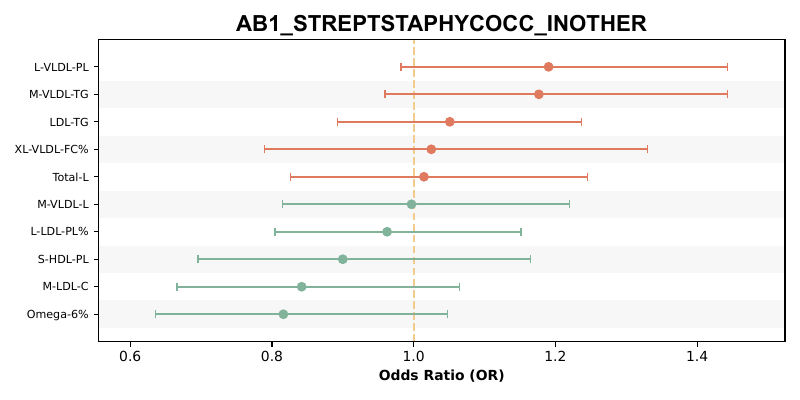 AB1_STREPTSTAPHYCOCC_INOTHER
L-VLDL-PL
M-VLDL-TG
LDL-TG
XL-VLDL-FC%
Total-L
M-VLDL-L
L-LDL-PL%
S-HDL-PL
M-LDL-C
Omega-6%
0.6 0.8 1.0 1.2 1.4
Odds Ratio (OR)